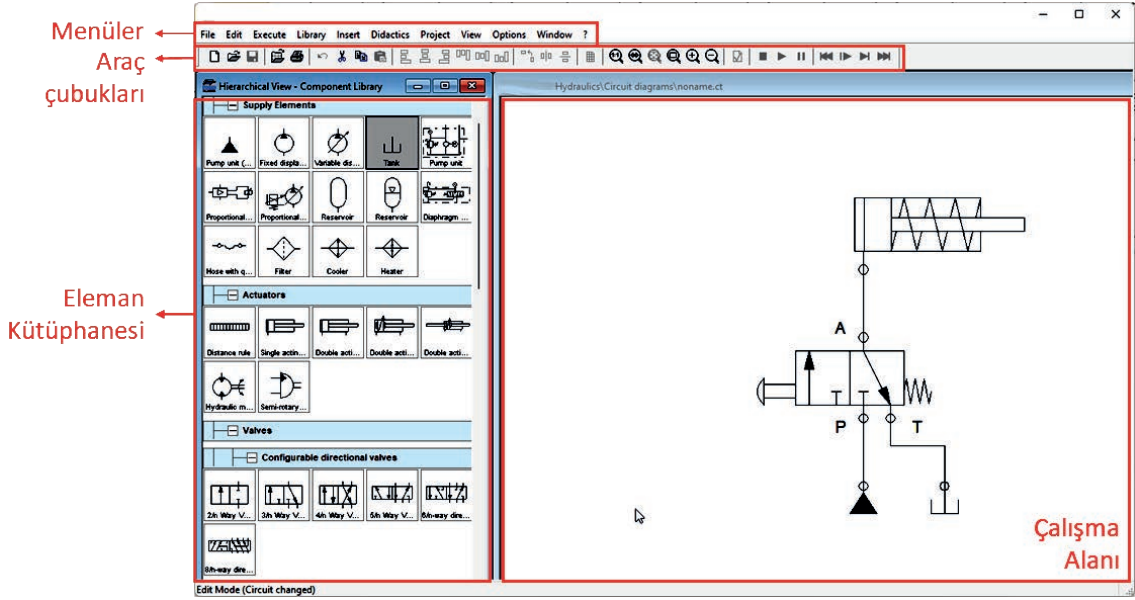 Menüler
File Edit Execute Library Insert Didactics Project View Options Window ?
Araç
çubukları
Hierarchical View - Component Library
Hydraulics\Circuit diagrams\noname.ct
Supply Elements
Pump unit (... Fixed displa... Variable dis... Tank Pump unit
Proportional... Proportional... Reservoir Reservoir Diaphragm ...
Hose with q... Filter Cooler Heater
Eleman
Kütüphanesi
Actuators
Distance rule Single actin... Double acti... Double acti... Double acti...
Hydraulic m... Semi-rotary...
Valves
Configurable directional valves
2/n Way V... 3/n Way V... 4/n Way V... 5/n Way V... 6/n-way dire...
8/n-way dire...
A
P T
Çalışma
Alanı
Edit Mode (Circuit changed)